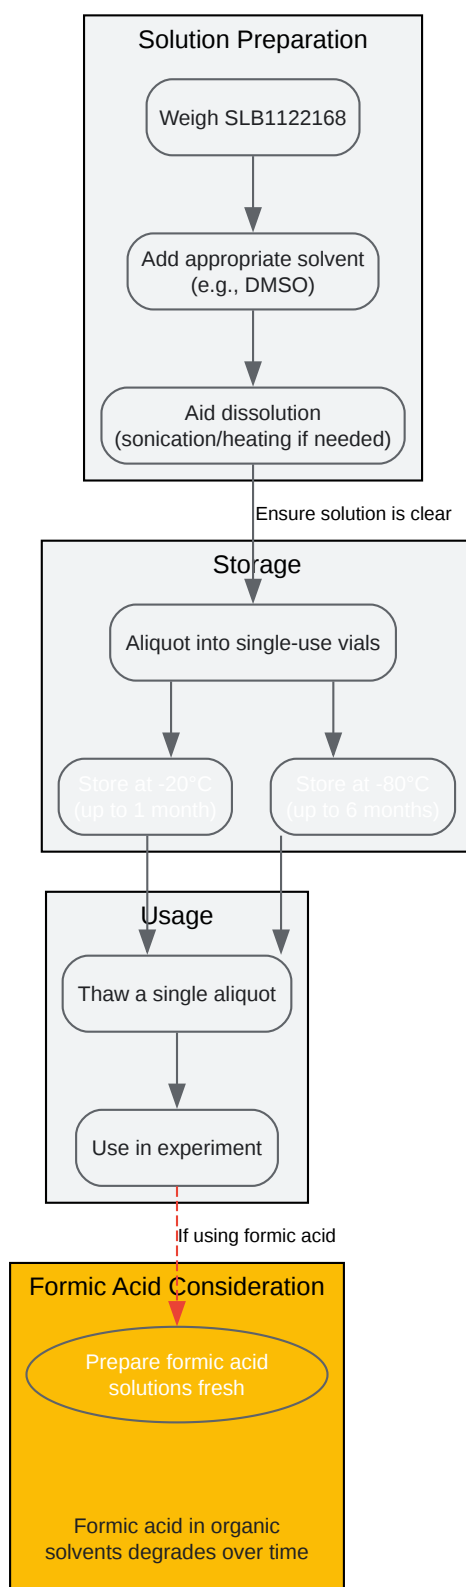 Solution Preparation
Weigh SLB1122168
Add appropriate solvent
(e.g., DMSO)
Aid dissolution
(sonication/heating if needed)
Ensure solution is clear
Storage
Aliquot into single-use vials
Store at -20°C
(up to 1 month)
Store at -80°C
(up to 6 months)
Usage
Thaw a single aliquot
Use in experiment
If using formic acid
Formic Acid Consideration
Prepare formic acid
solutions fresh
Formic acid in organic
solvents degrades over time